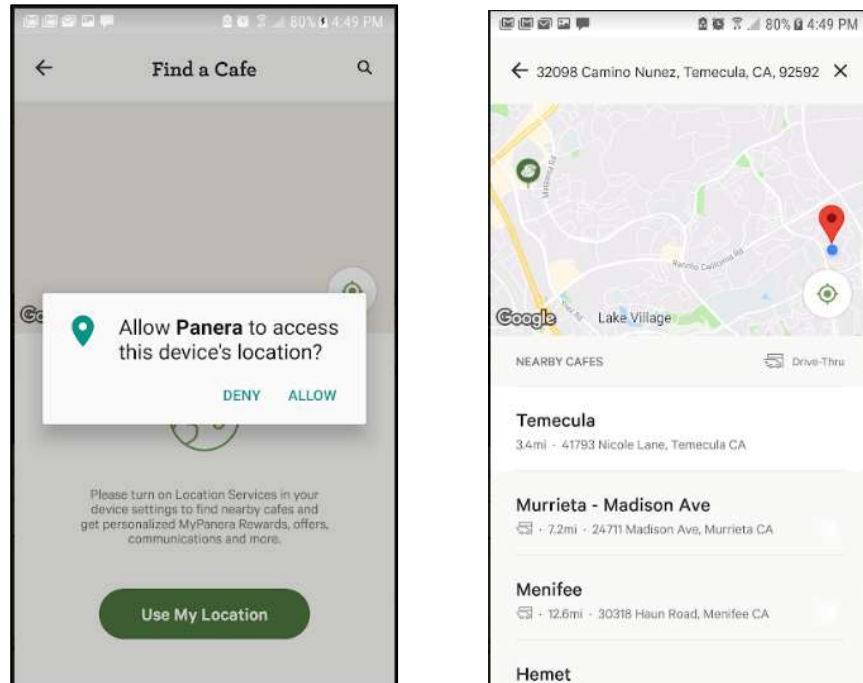 80% 4:49 PM
Find a Cafe
Allow Panera to access
this device's location?
DENY ALLOW
Please turn on Location Services in your
device settings to find nearby cafes and
get personalized MyPanera Rewards, offers,
communications and more.
Use My Location
80% 4:49 PM
32098 Camino Nunez, Temecula, CA, 92592
Rancho California Rd
Google Lake Village
NEARBY CAFES Drive-Thru
Temecula
3.4mi - 41793 Nicole Lane, Temecula CA
Murrieta - Madison Ave
- 7.2mi - 24711 Madison Ave, Murrieta CA
Menifee
- 12.6mi - 30318 Haun Road, Menifee CA
Hemet